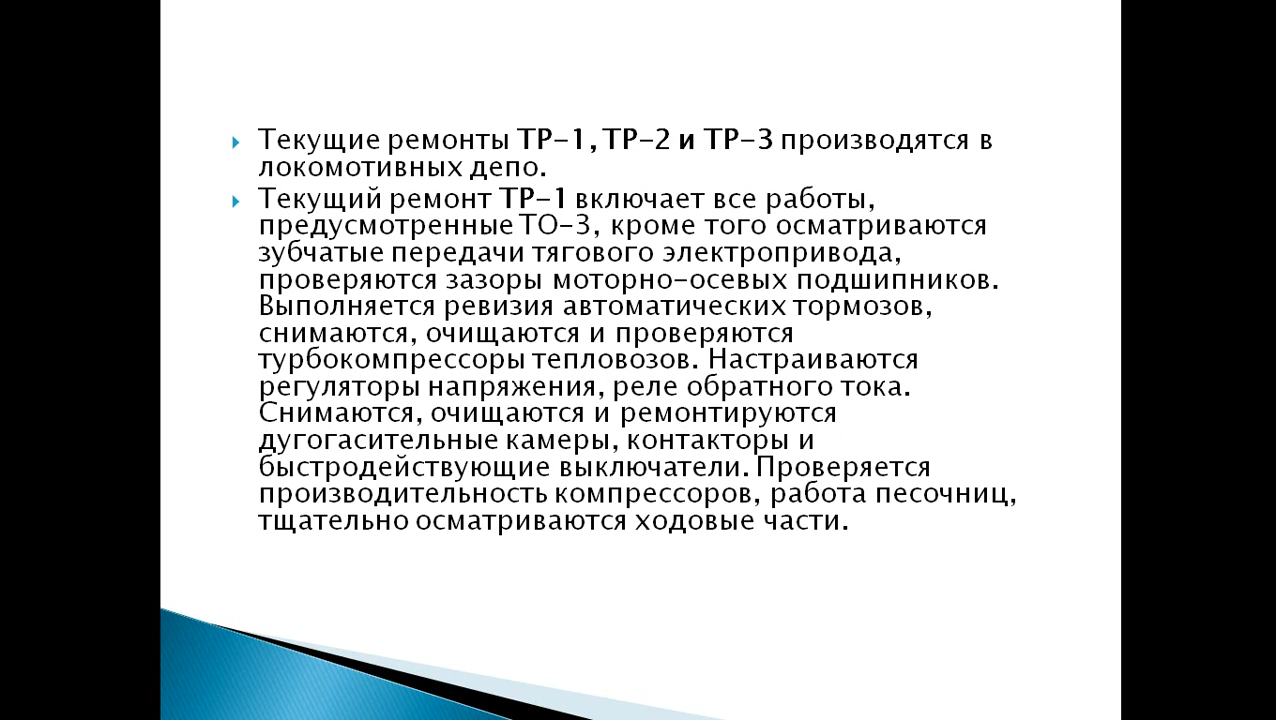 Текущие ремонты ТР-1, ТР-2 и ТР-3 производятся в
локомотивных депо.
Текущий ремонт ТР-1 включает все работы,
предусмотренные ТО-3, кроме того осматриваются
зубчатые передачи тягового электропривода,
проверяются зазоры моторно-осевых подшипников.
Выполняется ревизия автоматических тормозов,
снимаются, очищаются и проверяются
турбокомпрессоры тепловозов. Настраиваются
регуляторы напряжения, реле обратного тока.
Снимаются, очищаются и ремонтируются
дугогасительные камеры, контакторы и
быстродействующие выключатели. Проверяется
производительность компрессоров, работа песочниц,
тщательно осматриваются ходовые части.